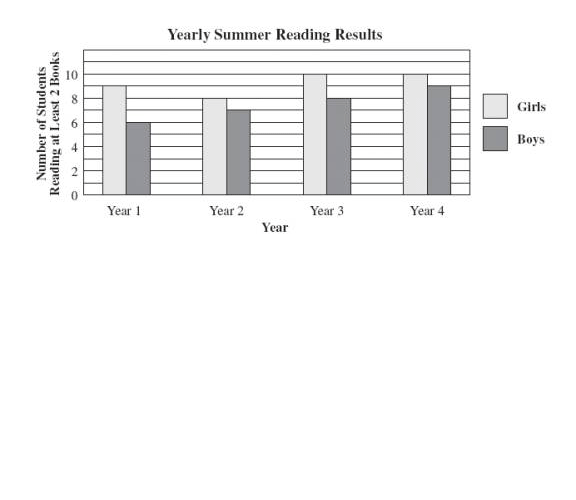 Yearly Summer Reading Results
Number of Students
Reading at Least 2 Books
10
8
6
4
2
0
Year 1 Year 2 Year 3 Year 4
Year
Girls
Boys